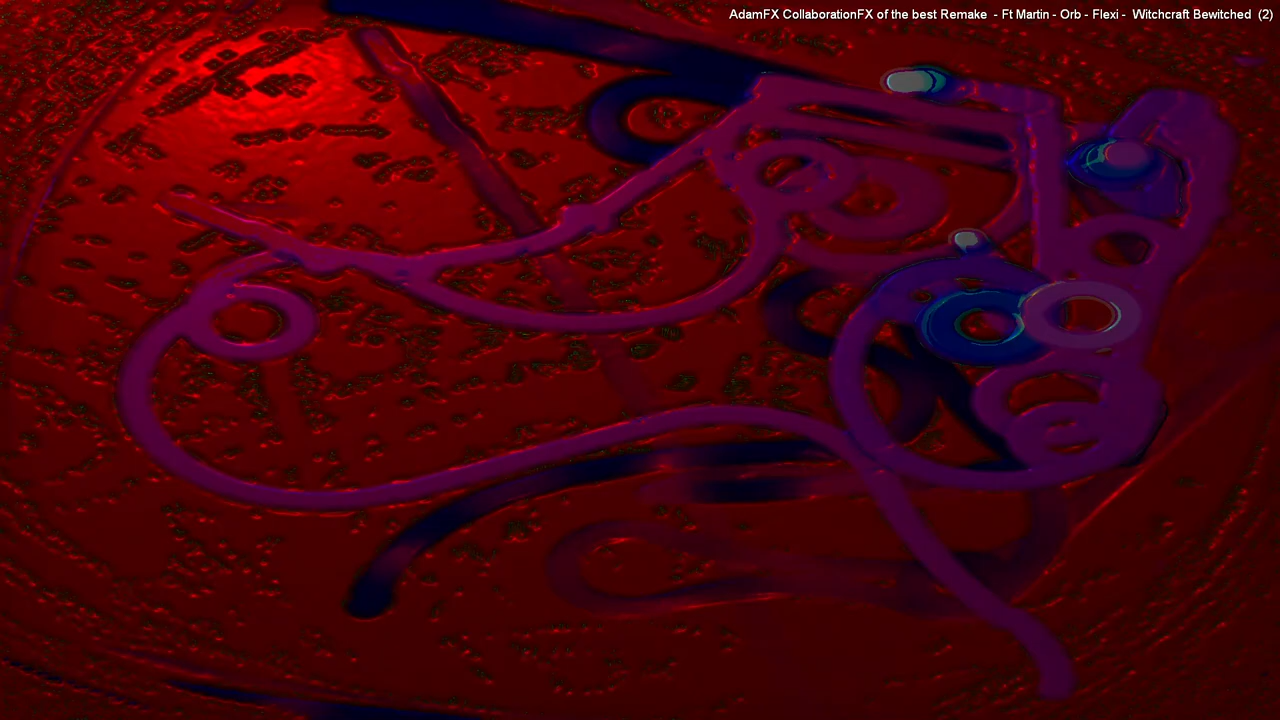 AdamFX CollaborationFX of the best Remake - Ft Martin - Orb - Flexi - Witchcraft Bewitched (2)